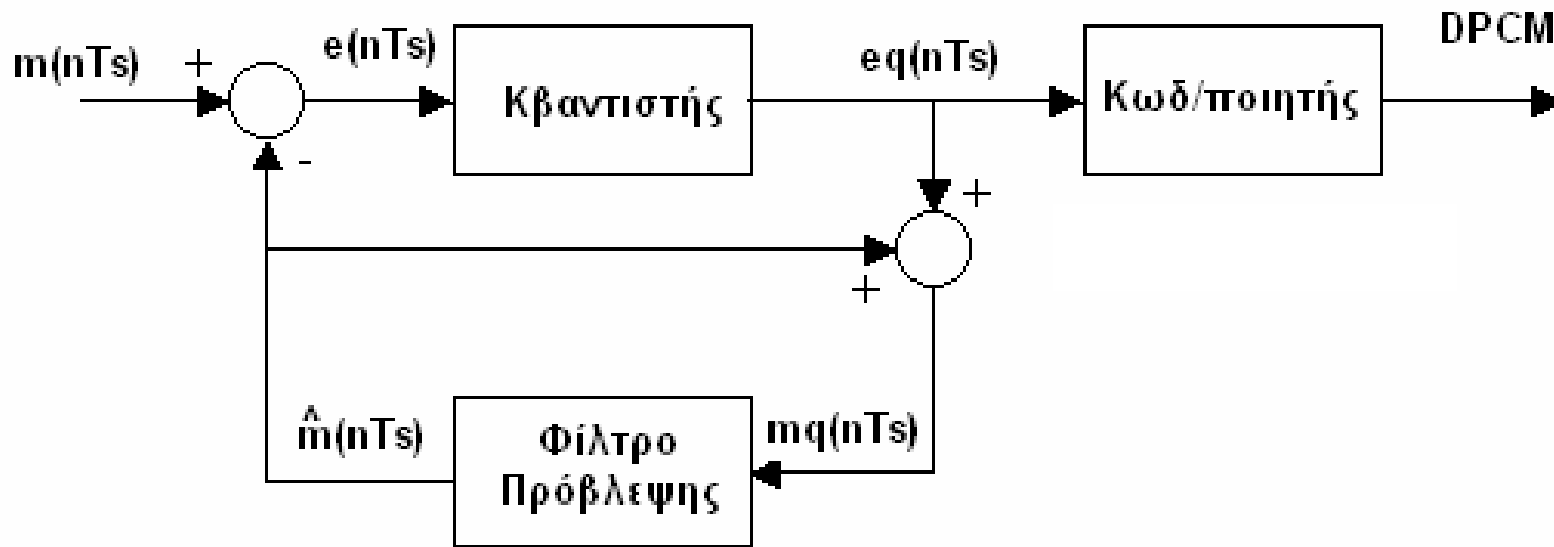 DPCM
m(nTs)
+
e(nTs)
Κβαντιστής
eq(nTs)
Κωδ/ποιητής
-
+
+
m̂(nTs)
Φίλτρο
Πρόβλεψης
mq(nTs)